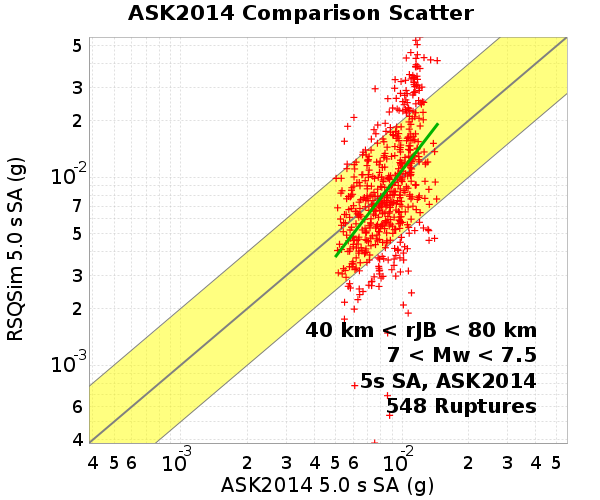 ASK2014 Comparison Scatter
RSQSim 5.0 s SA (g)
5
3
2
10-2
7
5
3
2
10-3
6
4
40 km < rJB < 80 km
7 < Mw < 7.5
5s SA, ASK2014
548 Ruptures
4 5 6 10-3 2 3 4 5 6 10-2 2 3 4 5
ASK2014 5.0 s SA (g)